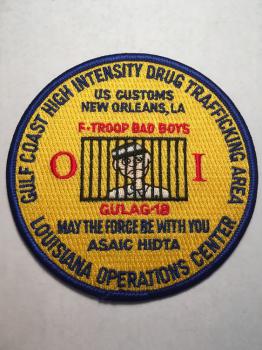 GULF COAST HIGH INTENSITY DRUG TRAFFICKING AREA
US CUSTOMS
NEW ORLEANS, LA
F-TROOP BAD BOYS
O I
GULAG-18
MAY THE FORCE BE WITH YOU
ASAIC HIDTA
LOUISIANA OPERATIONS CENTER